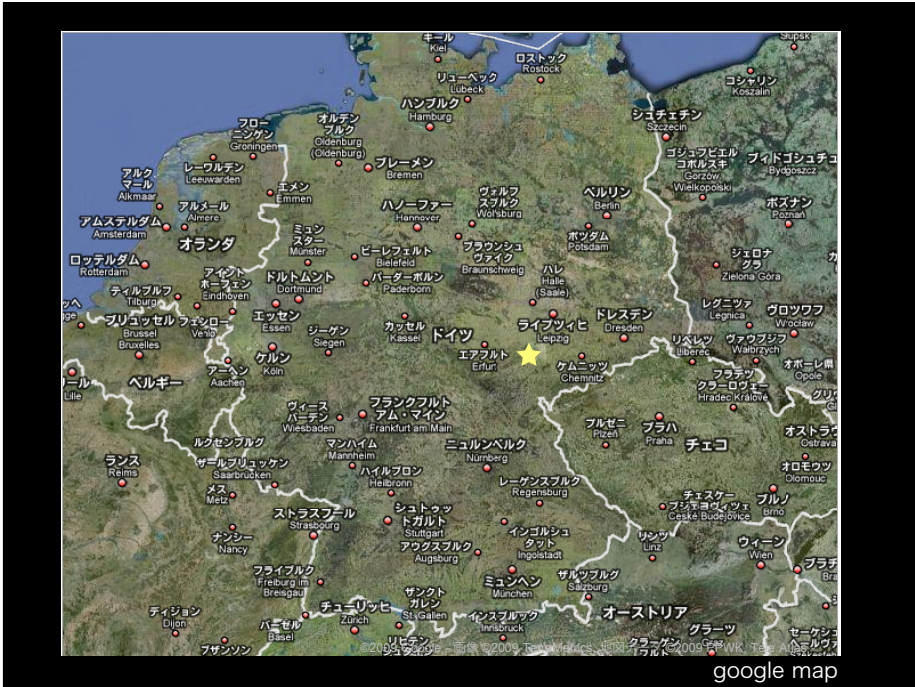 Słupsk
キール
Kiel
ロストック
Rostock
リューベック
Lübeck
コシャリン
Koszalin
ハンブルク
Hamburg
シュチェチン
Szczecin
フロー
ニンゲン
Groningen
オルデン
ブルク
Oldenburg
(Oldenburg)
レーワルデン
Leeuwarden
ブレーメン
Bremen
ゴジュフビエル
コポルスキ
Gorzów
Wielkopolski
ブィドゴシュチュ
Bydgoszcz
アルク
マール
Alkmaar
エメン
Emmen
ヴォルフ
スブルク
Wolfsburg
ベルリン
Berlin
アルメール
Almere
ハノーファー
Hannover
ポズナン
Poznań
アムステルダム
Amsterdam
オランダ
ミュン
スター
Münster
ポツダム
Potsdam
ビーレフェルト
Bielefeld
ブラウンシュ
ヴァイク
Braunschweig
ジェロナ
グラ
Zielona Góra
ロッテルダム
Rotterdam
アイント
ホーフェン
Eindhoven
ドルトムント
Dortmund
パーダーボルン
Paderborn
ハレ
Halle
(Saale)
ティルブルフ
Tilburg
エッセン
Essen
レグニツァ
Legnica
ヴロツワフ
Wrocław
ブリュッセル
Brussel
Bruxelles
フェンロー
Venlo
ジーゲン
Siegen
カッセル
Kassel
ドイツ
ライプツィヒ
Leipzig
ドレスデン
Dresden
リベレツ
Liberec
ヴァウブジフ
Wałbrzych
ケルン
Köln
エアフルト
Erfurt
ケムニッツ
Chemnitz
アーヘン
Aachen
オポーレ県
Opole
リール
Lille
ベルギー
フラデツ
クラーロヴェー
Hradec Králové
ヴィース
バーデン
Wiesbaden
フランクフルト
アム・マイン
Frankfurt am Main
プルゼニ
Plzeň
プラハ
Praha
チェコ
オストラヴ
Ostrava
ルクセンブルグ
マンハイム
Mannheim
ニュルンベルク
Nürnberg
ランス
Reims
ザールブリュッケン
Saarbrücken
ハイルブロン
Heilbronn
オロモウツ
Olomouc
レーゲンスブルク
Regensburg
メス
Metz
チェスケー
ブジェヨヴィツェ
České Budějovice
ブルノ
Brno
ストラスブール
Strasbourg
シュトゥッ
トガルト
Stuttgart
ナンシー
Nancy
インゴルシュ
タット
Ingolstadt
リンツ
Linz
ウィーン
Wien
アウグスブルク
Augsburg
フライブルク
Freiburg im
Breisgau
ミュンヘン
München
ザルツブルグ
Salzburg
ブラチ
Bra
ディジョン
Dijon
チューリッヒ
Zürich
ザンクト
ガレン
St. Gallen
インスブルック
Innsbruck
オーストリア
バーゼル
Basel
グラーツ
Graz
ブザンソン
google map